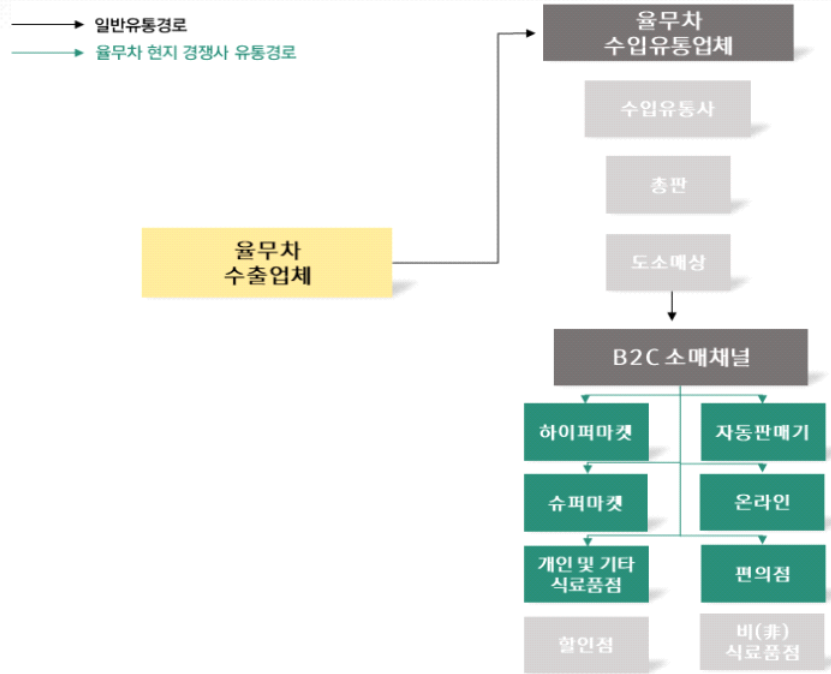 일반유통경로
율무차 현지 경쟁사 유통경로
율무차
수입유통업체
수입유통사
총판
도소매상
율무차
수출업체
B2C 소매채널
하이퍼마켓
자동판매기
슈퍼마켓
온라인
개인 및 기타
식료품점
편의점
할인점
비(非)
식료품점